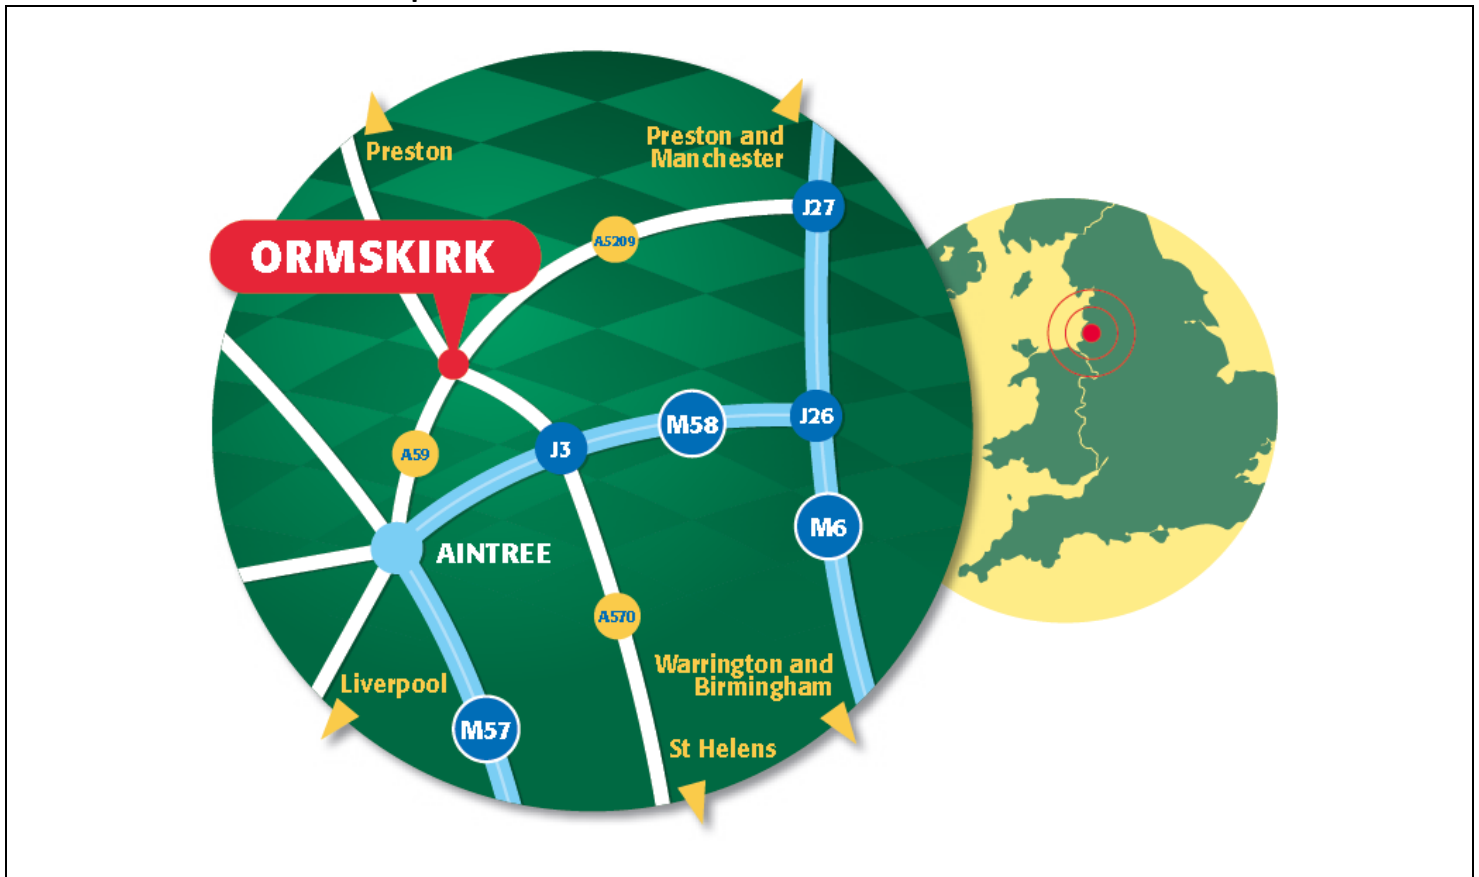 Preston and
Manchester
Preston
J27
A5209
ORMSKIRK
J26
M58
J3
A59
M6
AINTREE
A570
Warrington and
Birmingham
Liverpool
M57
St Helens